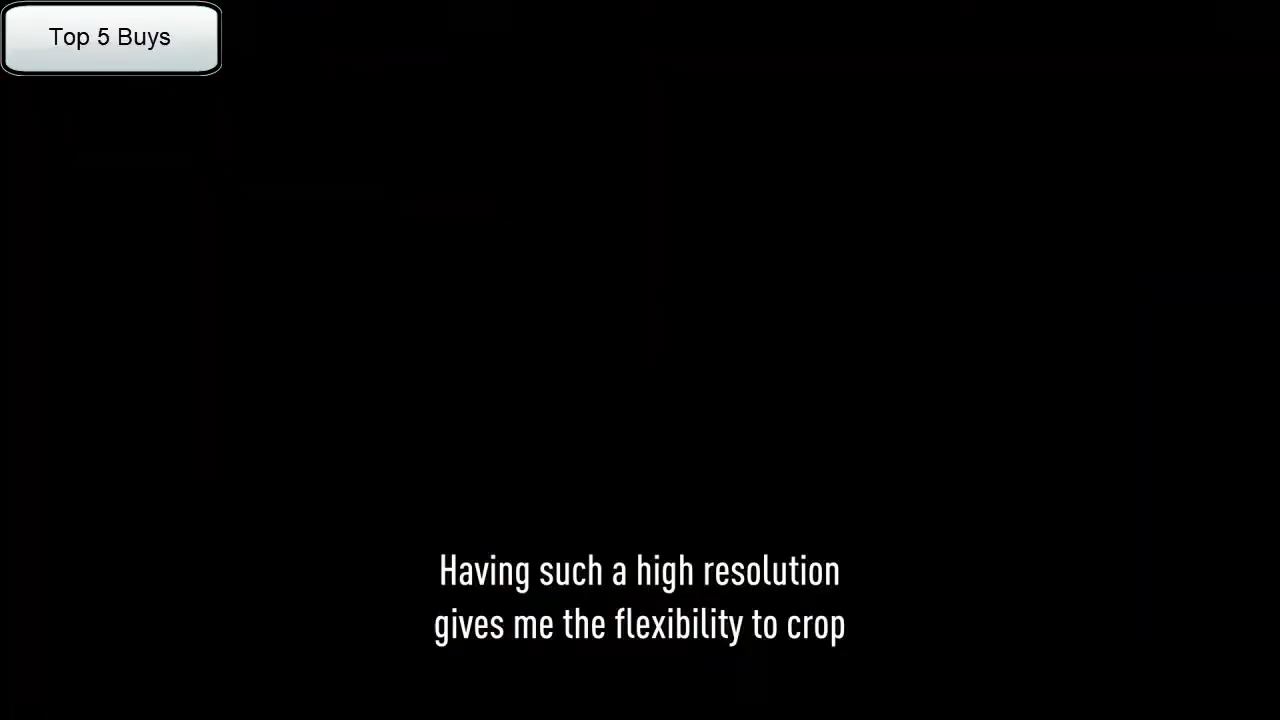 Top 5 Buys
Having such a high resolution
gives me the flexibility to crop